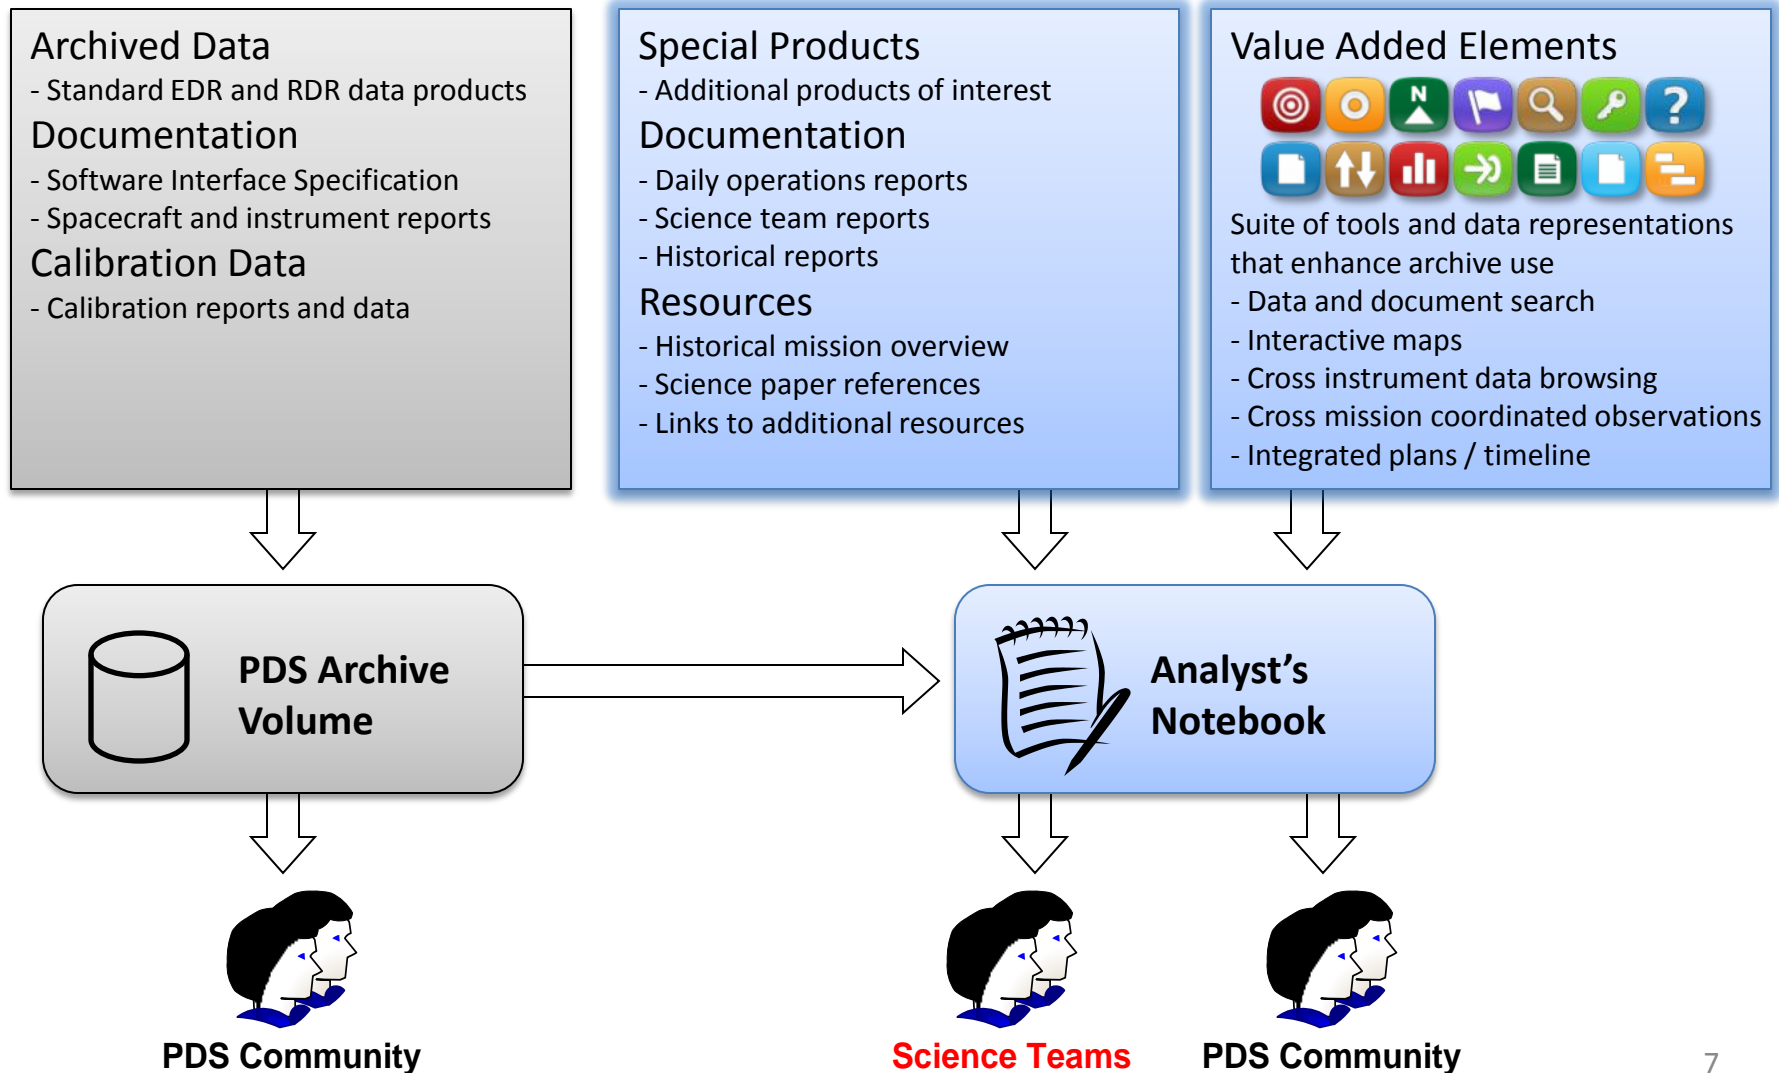 Archived Data
- Standard EDR and RDR data products
Documentation
- Software Interface Specification
- Spacecraft and instrument reports
Calibration Data
- Calibration reports and data
Special Products
- Additional products of interest
Documentation
- Daily operations reports
- Science team reports
- Historical reports
Resources
- Historical mission overview
- Science paper references
- Links to additional resources
Value Added Elements
N
?
Suite of tools and data representations
that enhance archive use
- Data and document search
- Interactive maps
- Cross instrument data browsing
- Cross mission coordinated observations
- Integrated plans / timeline
PDS Archive
Volume
Analyst’s
Notebook
PDS Community
Science Teams
PDS Community
7